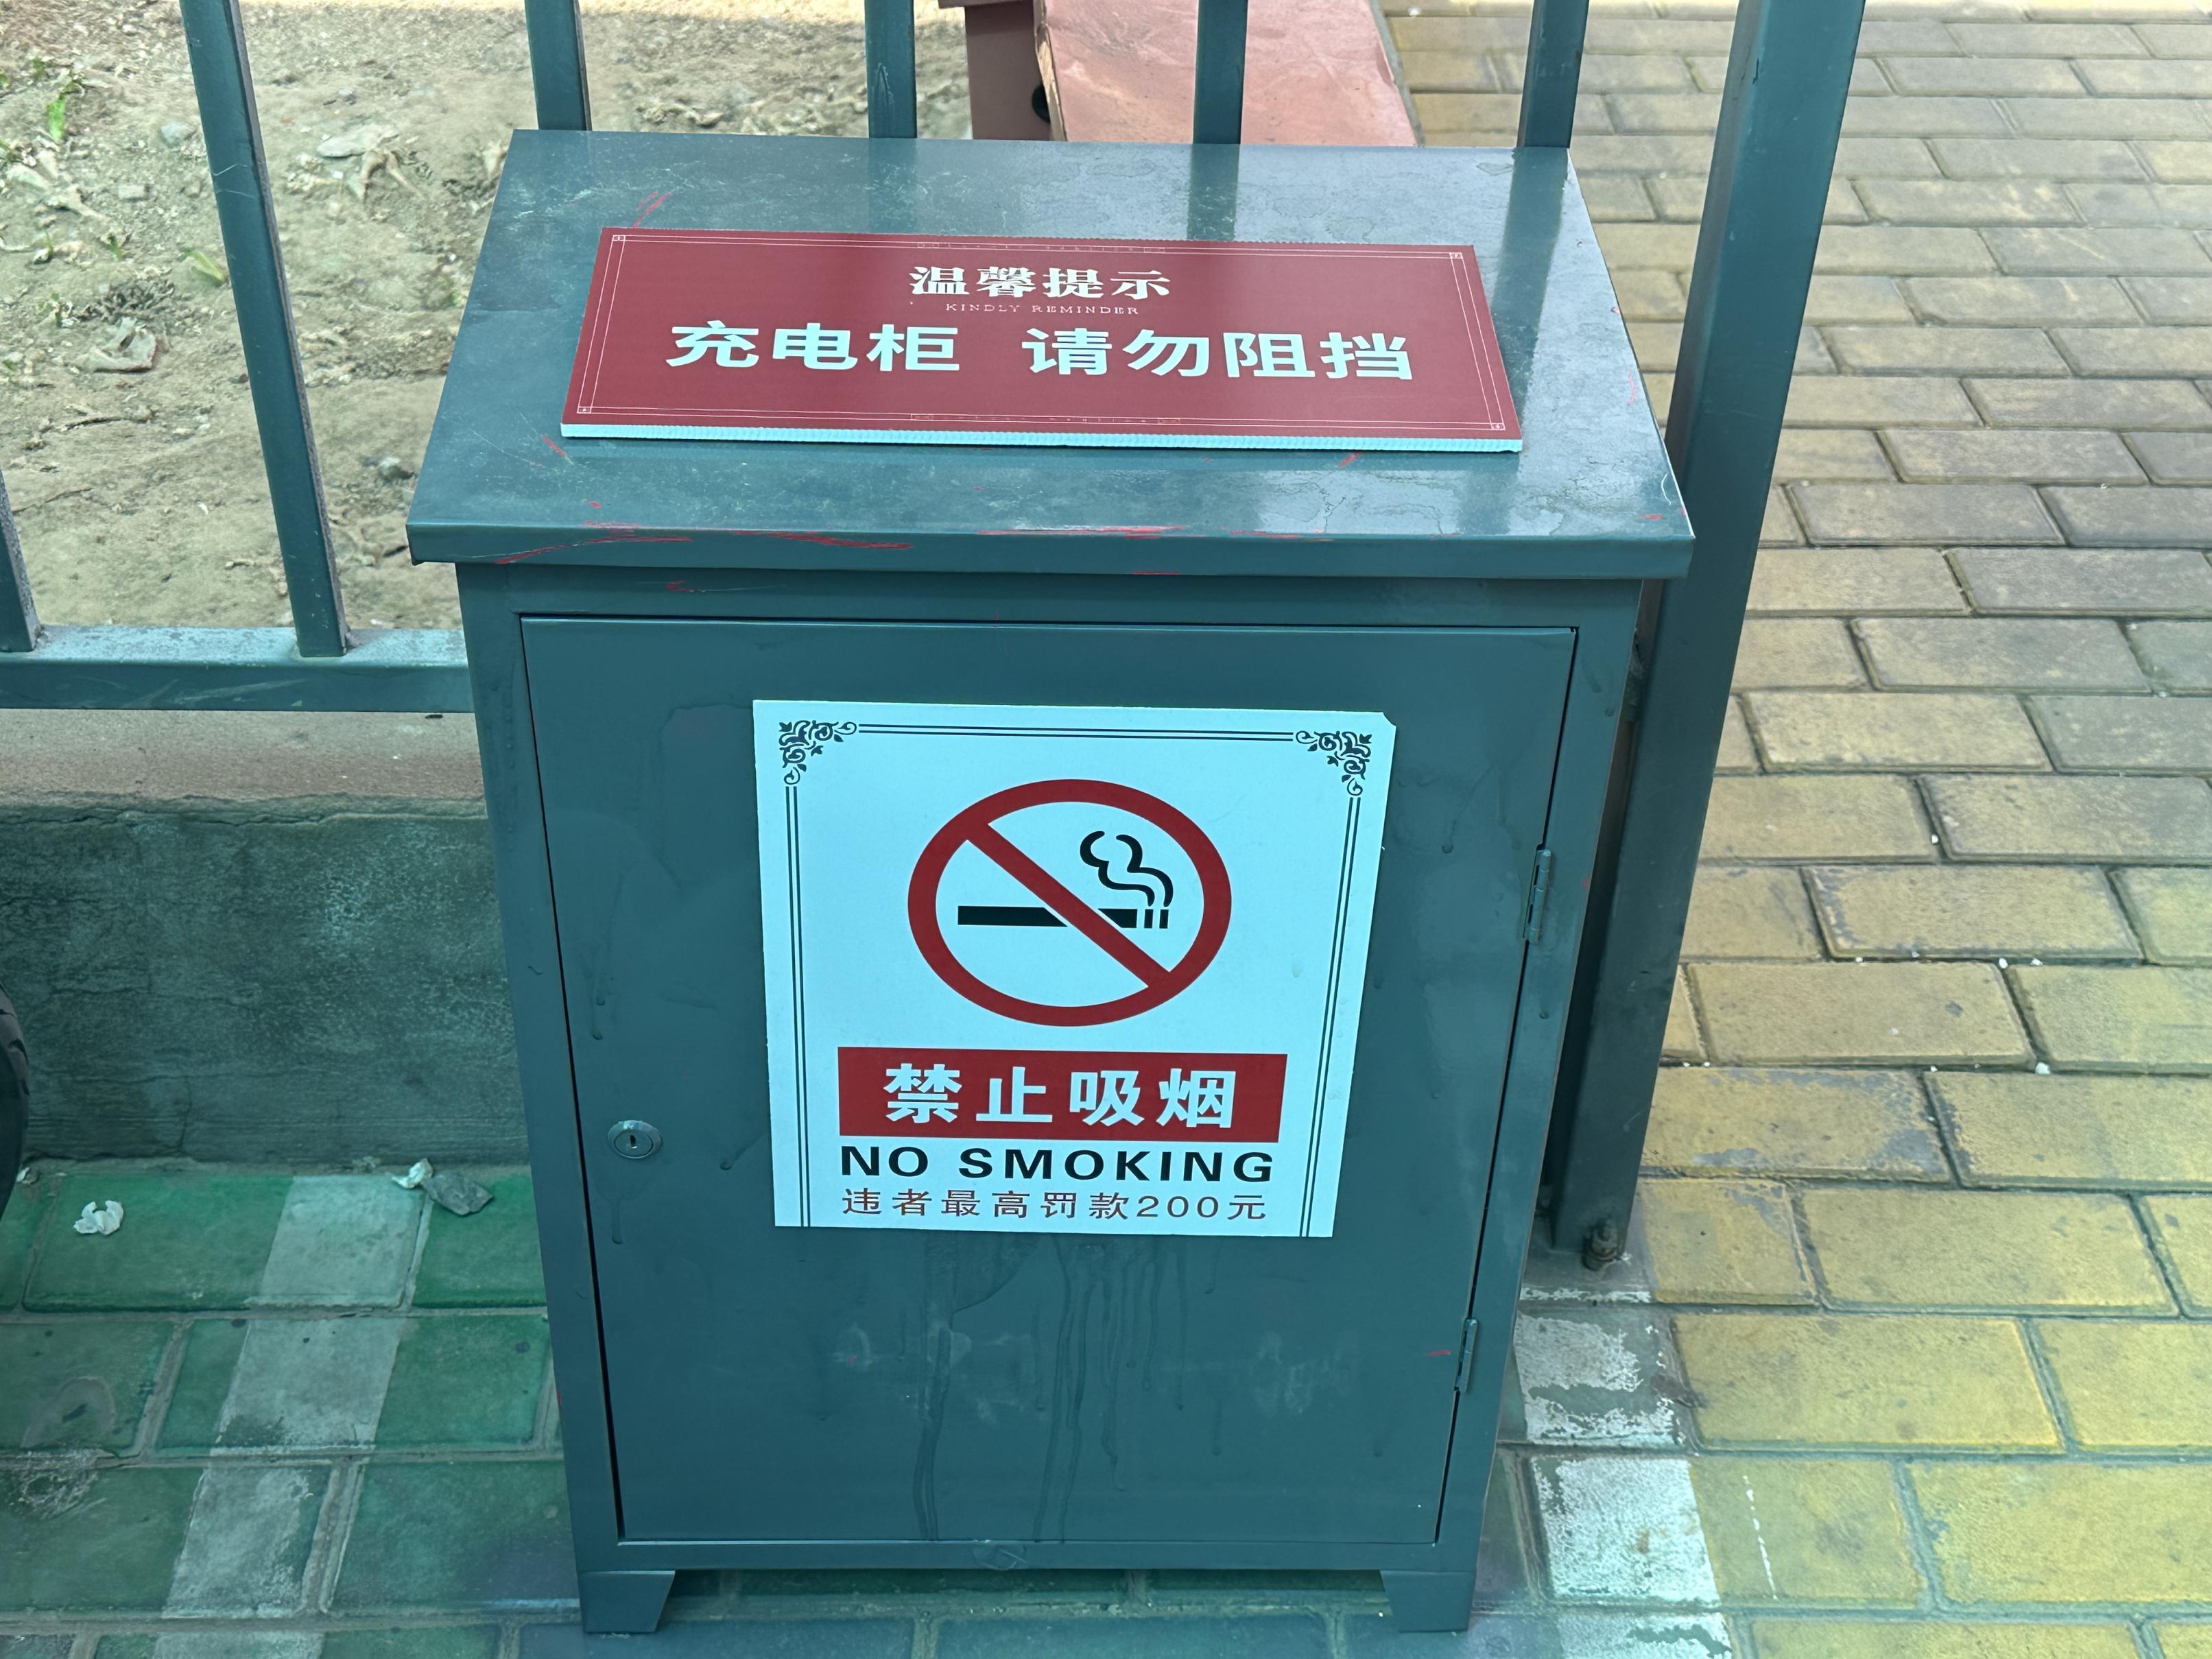 温馨提示
KINDLY REMINDER
充电柜 请勿阻挡
禁止吸烟
NO SMOKING
违者最高罚款200元